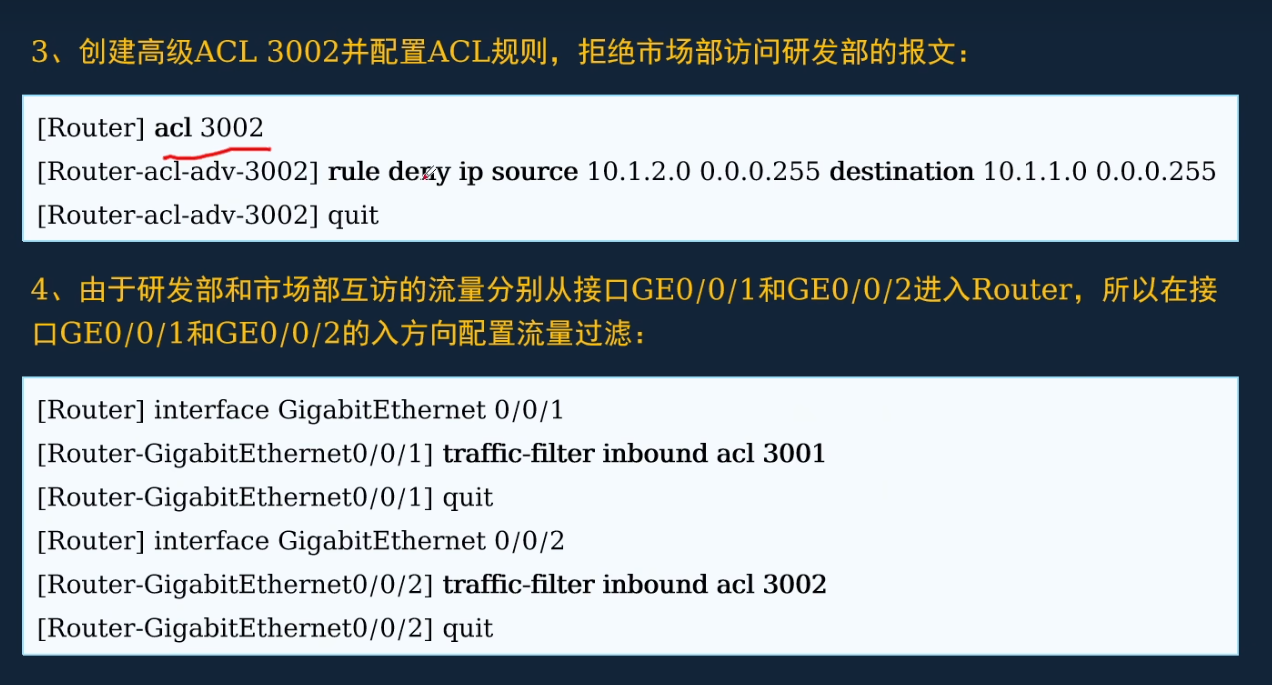 3、创建高级ACL 3002并配置ACL规则，拒绝市场部访问研发部的报文：
[Router] acl 3002
[Router-acl-adv-3002] rule deny ip source 10.1.2.0 0.0.0.255 destination 10.1.1.0 0.0.0.255
[Router-acl-adv-3002] quit
4、由于研发部和市场部互访的流量分别从接口GE0/0/1和GE0/0/2进入Router，所以在接
口GE0/0/1和GE0/0/2的入方向配置流量过滤：
[Router] interface GigabitEthernet 0/0/1
[Router-GigabitEthernet0/0/1] traffic-filter inbound acl 3001
[Router-GigabitEthernet0/0/1] quit
[Router] interface GigabitEthernet 0/0/2
[Router-GigabitEthernet0/0/2] traffic-filter inbound acl 3002
[Router-GigabitEthernet0/0/2] quit